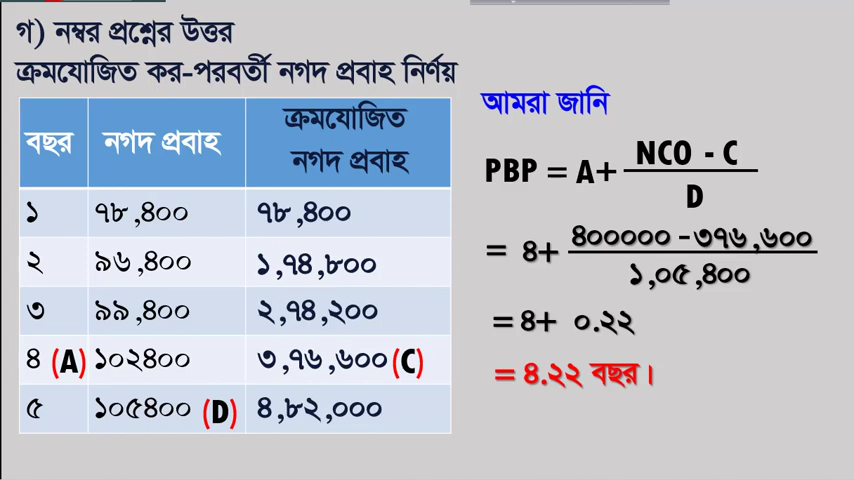 গ) নম্বর প্রশ্নের উত্তর
ক্রমযোজিত কর-পরবর্তী নগদ প্রবাহ নির্ণয়
বছর নগদ প্রবাহ ক্রমযোজিত নগদ প্রবাহ
১ ৭৮,৪০০ ৭৮,৪০০
২ ৯৬,৪০০ ১,৭৪,৮০০
৩ ৯৯,৪০০ ২,৭৪,২০০
৪ (A) ১০২৪০০ ৩,৭৬,৬০০ (C)
৫ ১০৫৪০০ (D) ৪,৮২,০০০
আমরা জানি
PBP = A+ NCO - C
D
= ৪+ ৪০০০০০ -৩৭৬,৬০০
১,০৫,৪০০
= ৪+ ০.২২
= ৪.২২ বছর।